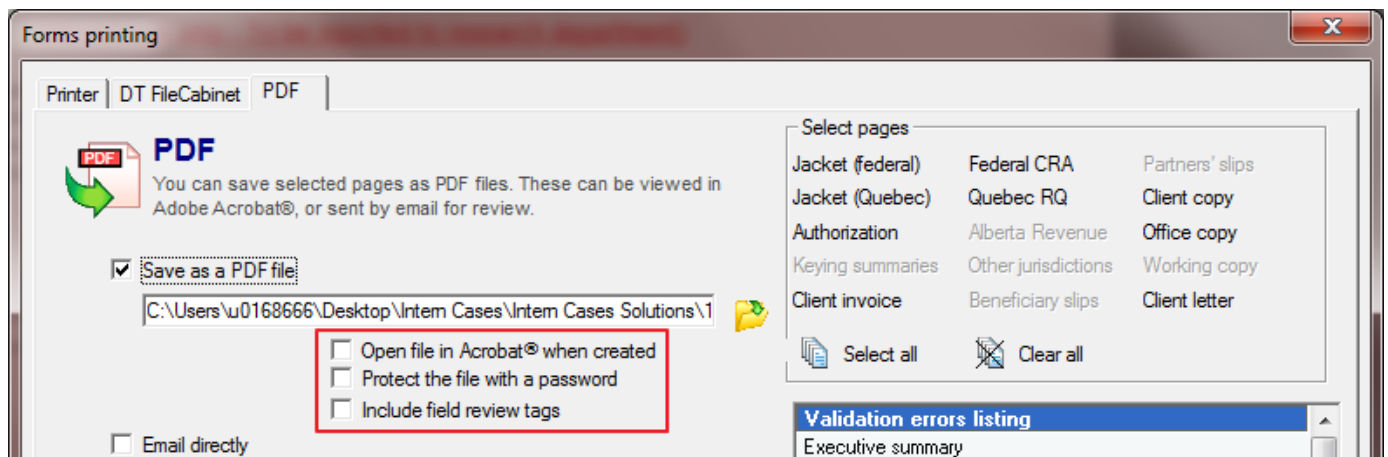 Forms printing
X
Printer DT FileCabinet PDF
PDF
PDF
You can save selected pages as PDF files. These can be viewed in
Adobe Acrobat®, or sent by email for review.
Save as a PDF file
C:\Users\u0168666\Desktop\Intern Cases\Intern Cases Solutions\1
Open file in Acrobat® when created
Protect the file with a password
Include field review tags
Email directly
Select pages
Jacket (federal) Federal CRA Partners' slips
Jacket (Quebec) Quebec RQ Client copy
Authorization Alberta Revenue Office copy
Keying summaries Other jurisdictions Working copy
Client invoice Beneficiary slips Client letter
Select all Clear all
Validation errors listing
Executive summary